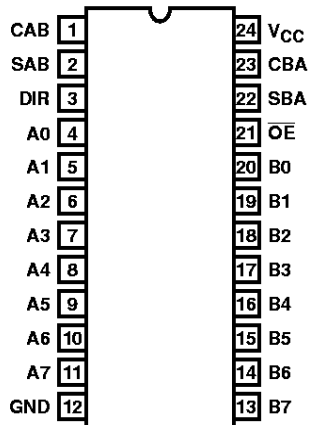 CAB 1 24 VCC
SAB 2 23 CBA
DIR 3 22 SBA
A0 4 21 O̅E̅
A1 5 20 B0
A2 6 19 B1
A3 7 18 B2
A4 8 17 B3
A5 9 16 B4
A6 10 15 B5
A7 11 14 B6
GND 12 13 B7